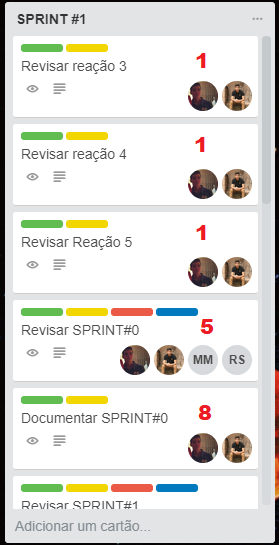 SPRINT #1
1
Revisar reação 3
1
Revisar reação 4
1
Revisar Reação 5
5
Revisar SPRINT#0
MM RS
8
Documentar SPRINT#0
Revisar SPRINT#1
Adicionar um cartão...